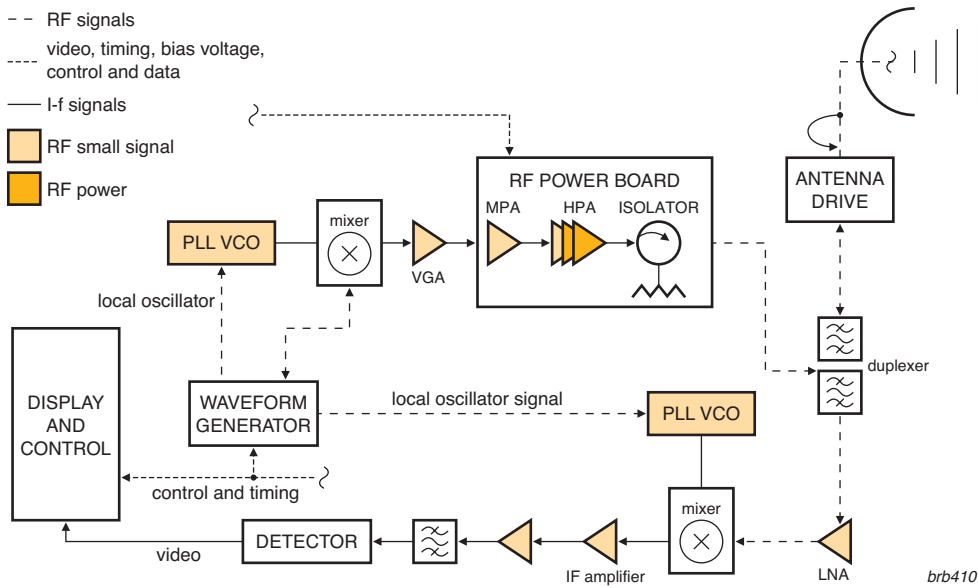 RF signals
video, timing, bias voltage,
control and data
I-f signals
RF small signal
RF power
RF POWER BOARD
MPA
HPA
ISOLATOR
ANTENNA
DRIVE
PLL VCO
mixer
VGA
local oscillator
duplexer
DISPLAY
AND
CONTROL
WAVEFORM
GENERATOR
local oscillator signal
PLL VCO
control and timing
mixer
video
DETECTOR
IF amplifier
LNA
brb410